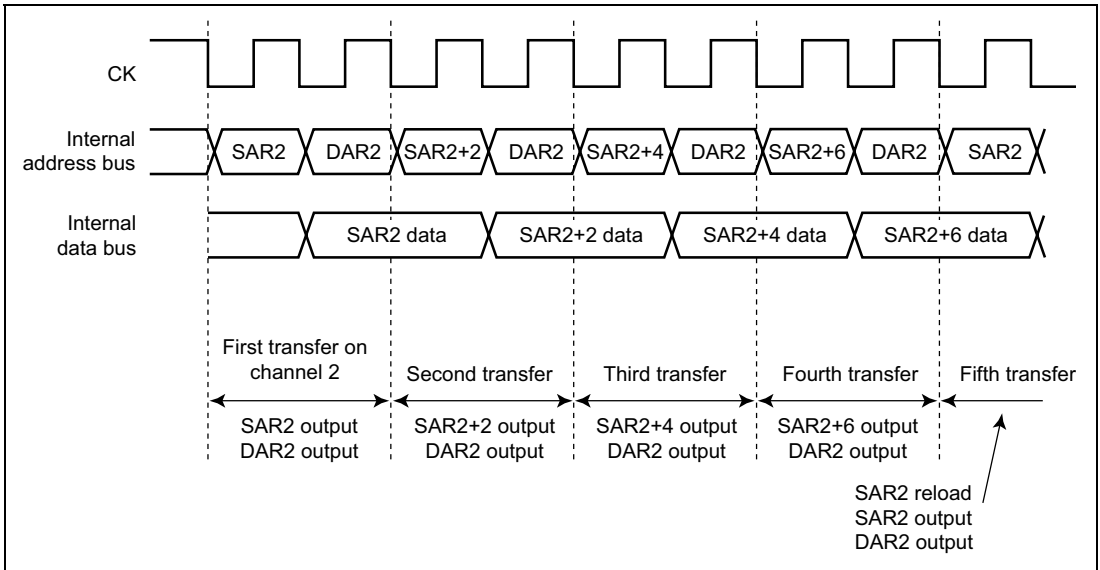 CK
Internal
address bus
SAR2 DAR2 SAR2+2 DAR2 SAR2+4 DAR2 SAR2+6 DAR2 SAR2
Internal
data bus
SAR2 data SAR2+2 data SAR2+4 data SAR2+6 data
First transfer on
channel 2
Second transfer
Third transfer
Fourth transfer
Fifth transfer
SAR2 output
DAR2 output
SAR2+2 output
DAR2 output
SAR2+4 output
DAR2 output
SAR2+6 output
DAR2 output
SAR2 reload
SAR2 output
DAR2 output